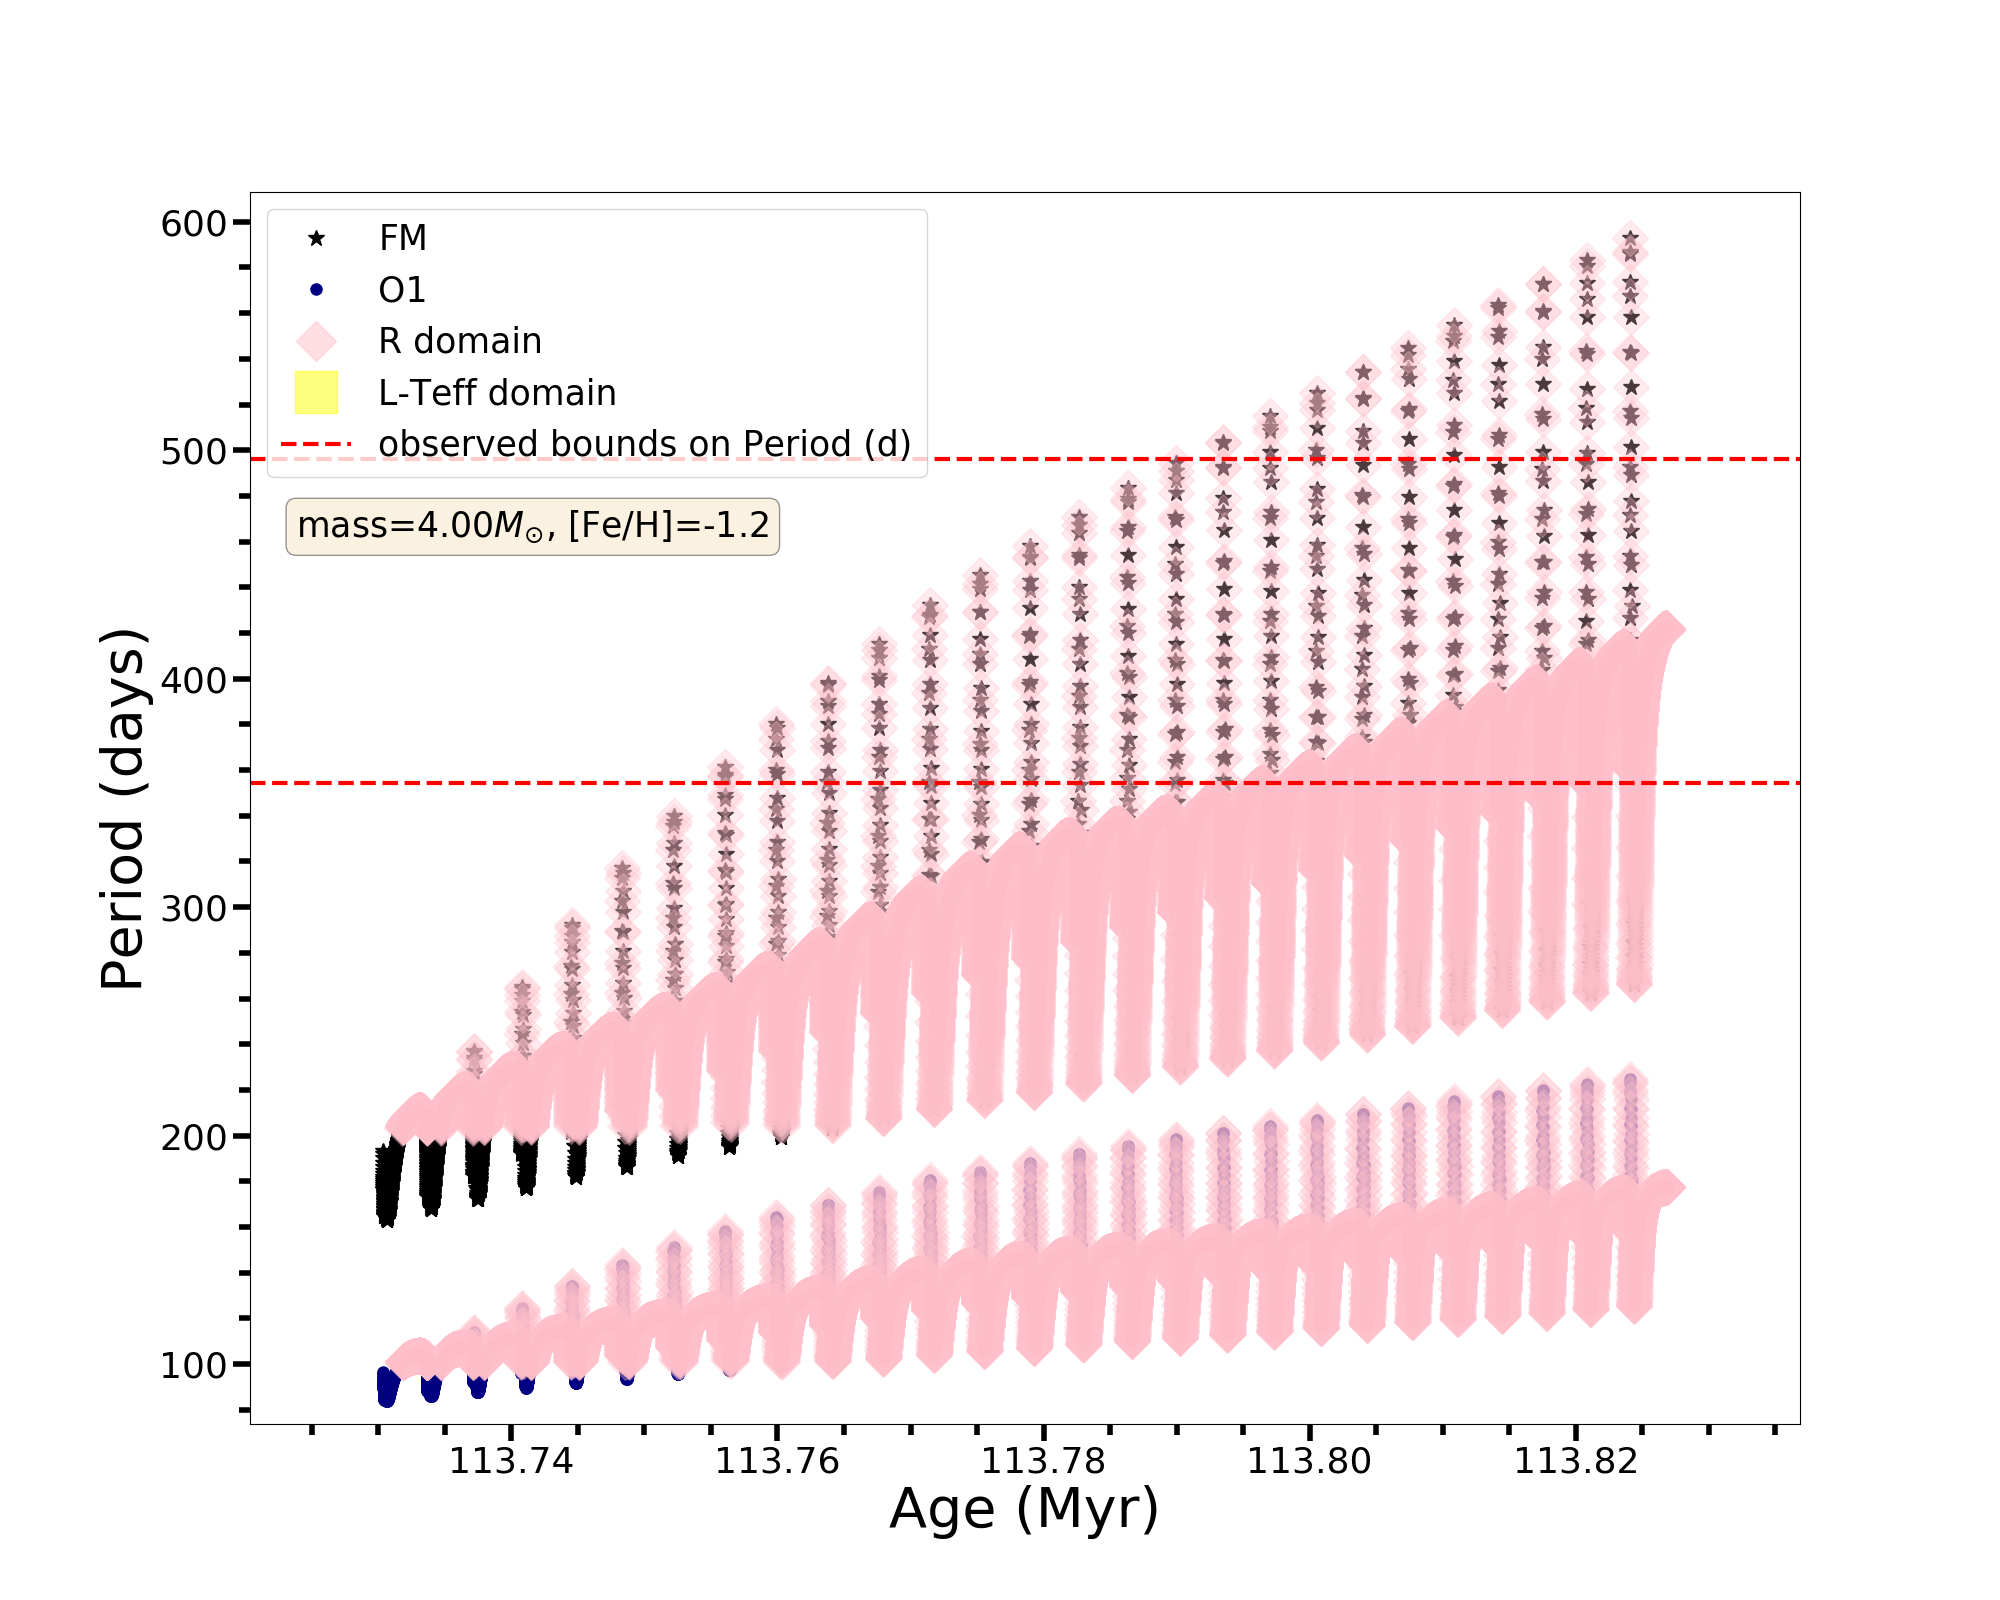 FM
O1
R domain
L-Teff domain
observed bounds on Period (d)
mass=4.00M☉, [Fe/H]=-1.2
600
500
400
300
200
100
Period (days)
113.74 113.76 113.78 113.80 113.82
Age (Myr)